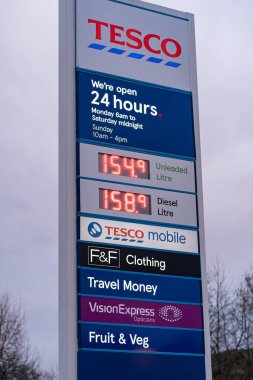 TESCO
We're open
24 hours.
Monday 6am to
Saturday midnight
Sunday
10am - 4pm
154.9 Unleaded
Litre
158.9 Diesel
Litre
TESCO mobile
F&F Clothing
Travel Money
VisionExpress
Opticians
Fruit & Veg